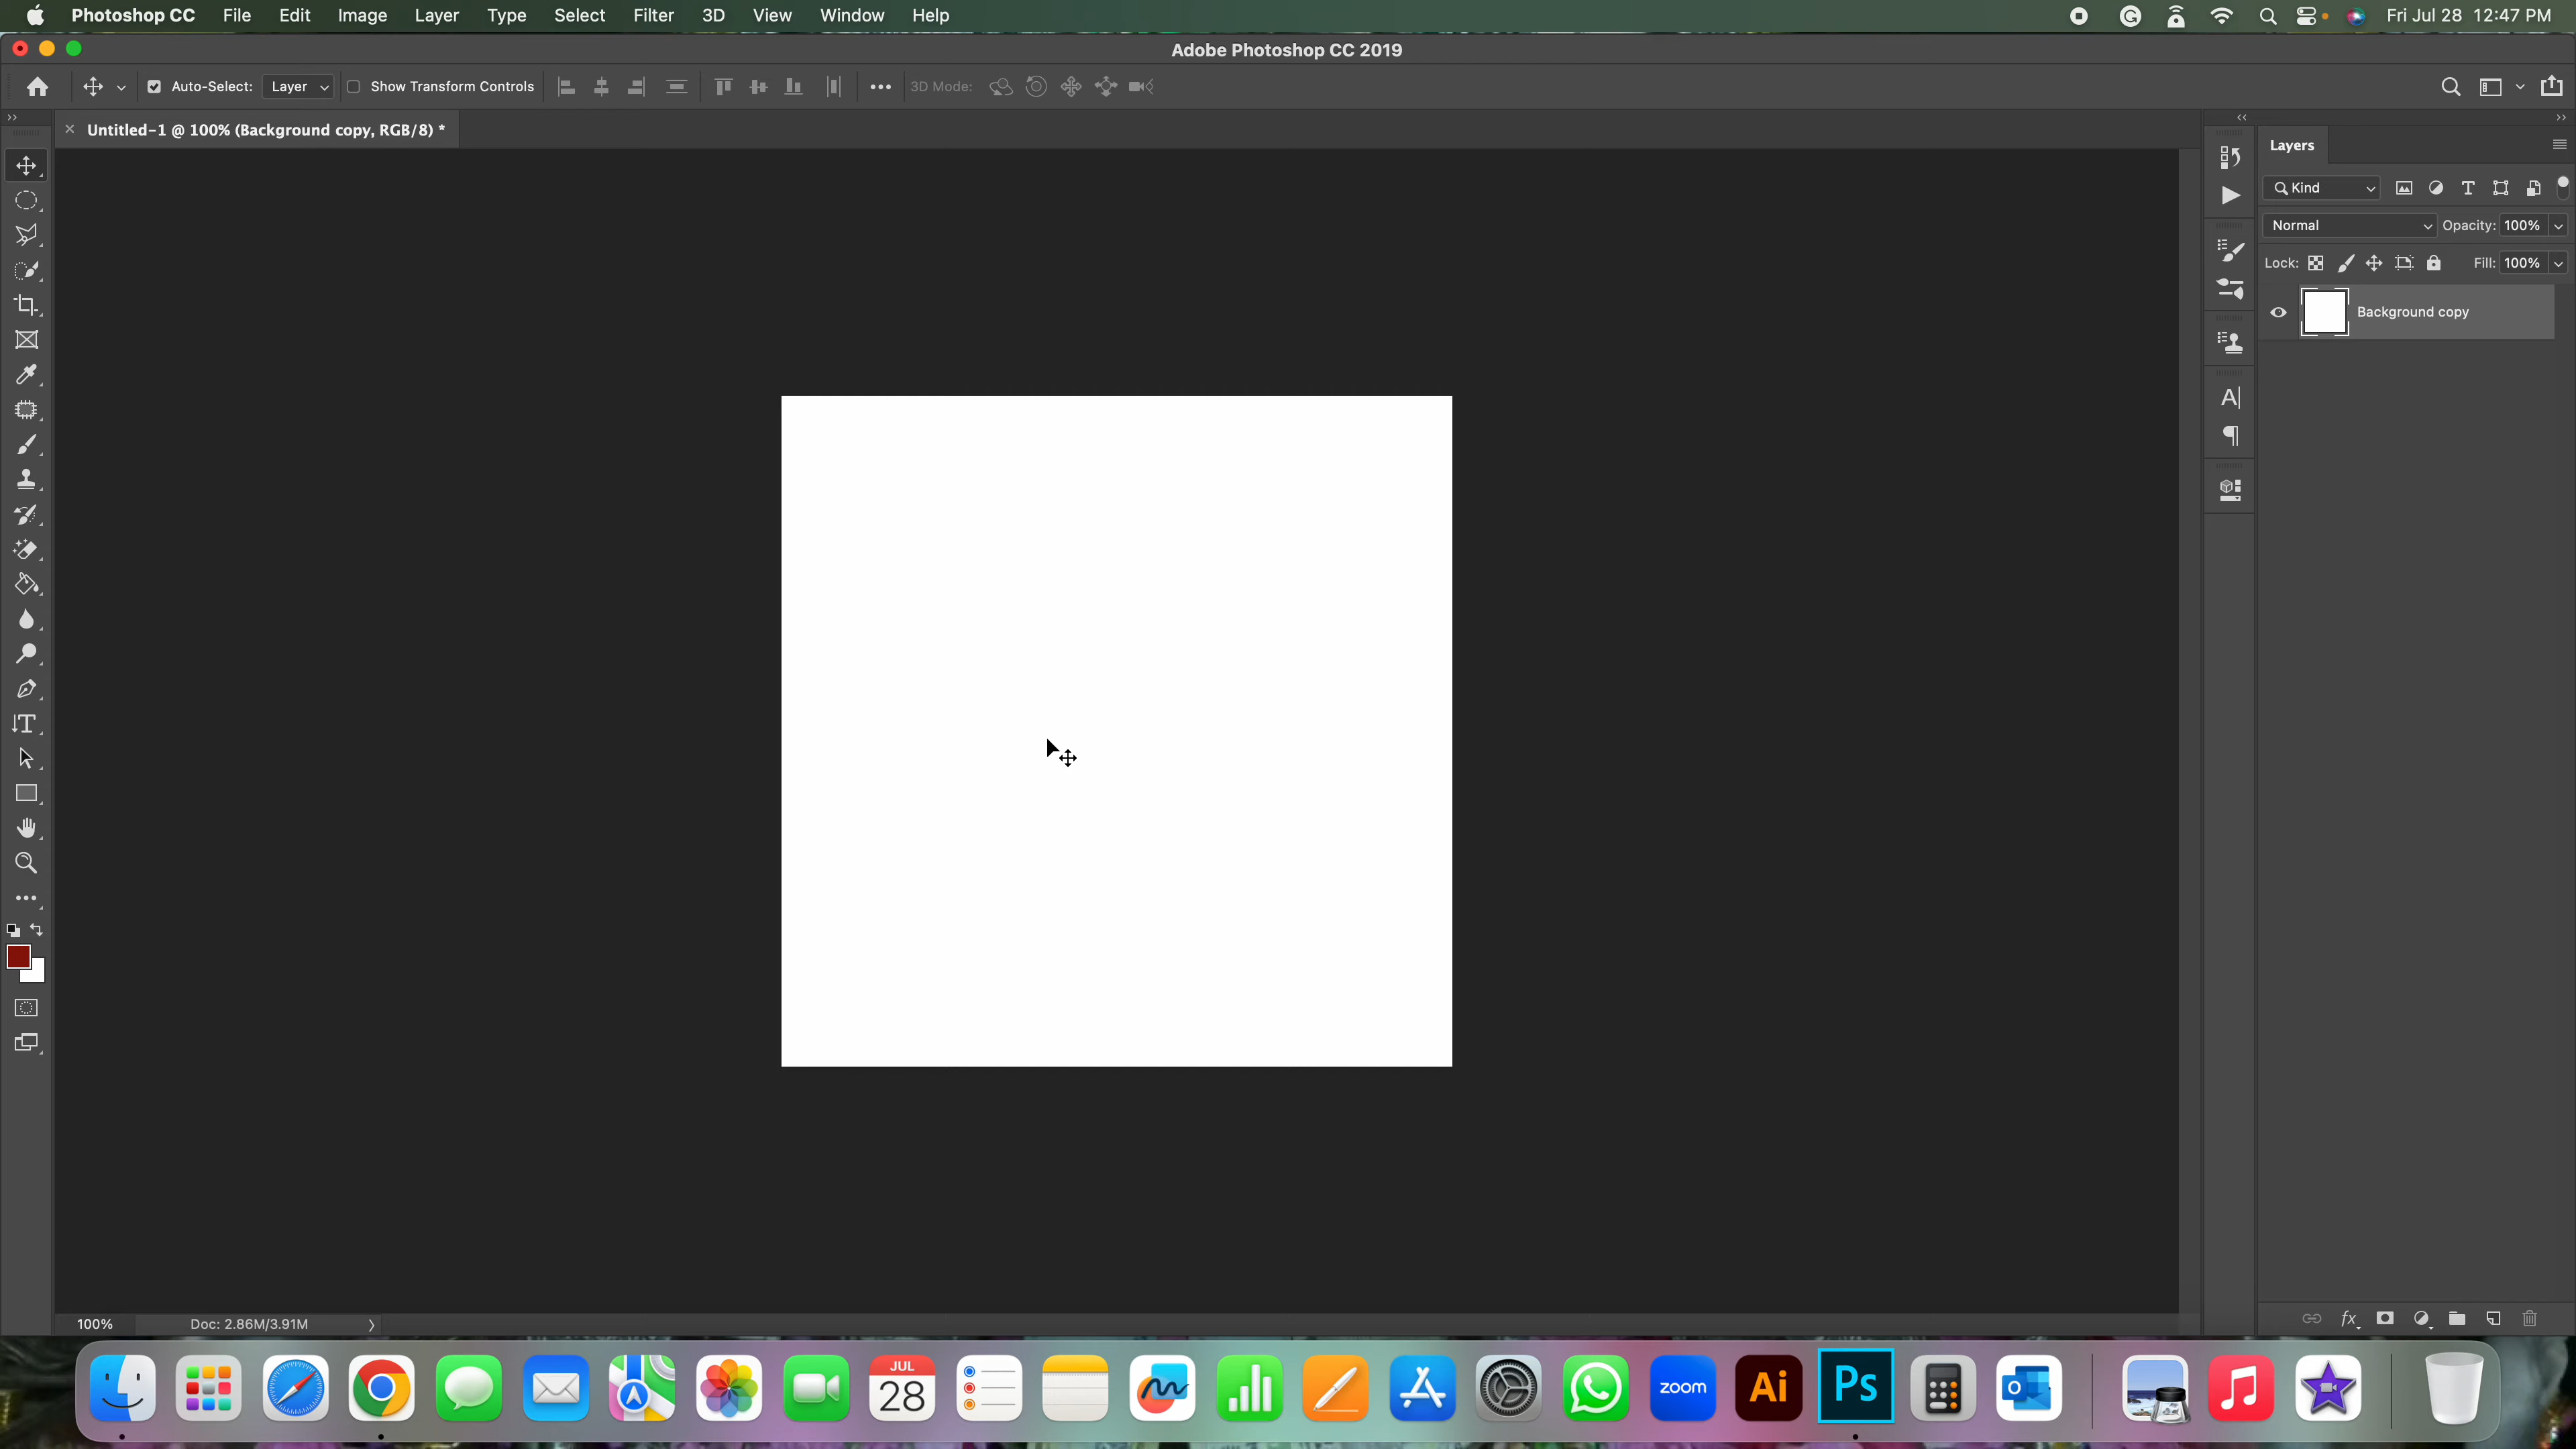 Photoshop CC File Edit Image Layer Type Select Filter 3D View Window Help Fri Jul 28 12:47 PM
Adobe Photoshop CC 2019
Auto-Select: Layer Show Transform Controls 3D Mode:
Untitled-1 @ 100% (Background copy, RGB/8) *
Layers
Kind
Normal Opacity: 100%
Lock: Fill: 100%
Background copy
100% Doc: 2.86M/3.91M
fx
JUL
28
zoom
Ai
Ps